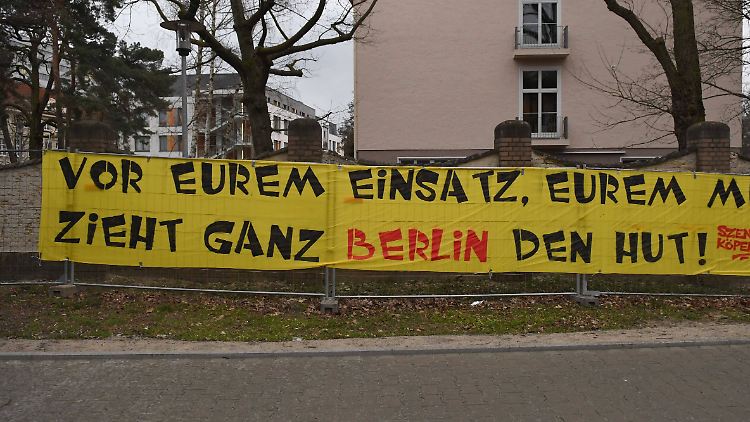 VOR EUREM EINSATZ, EUREM M
ZIEHT GANZ BERLIN DEN HUT!